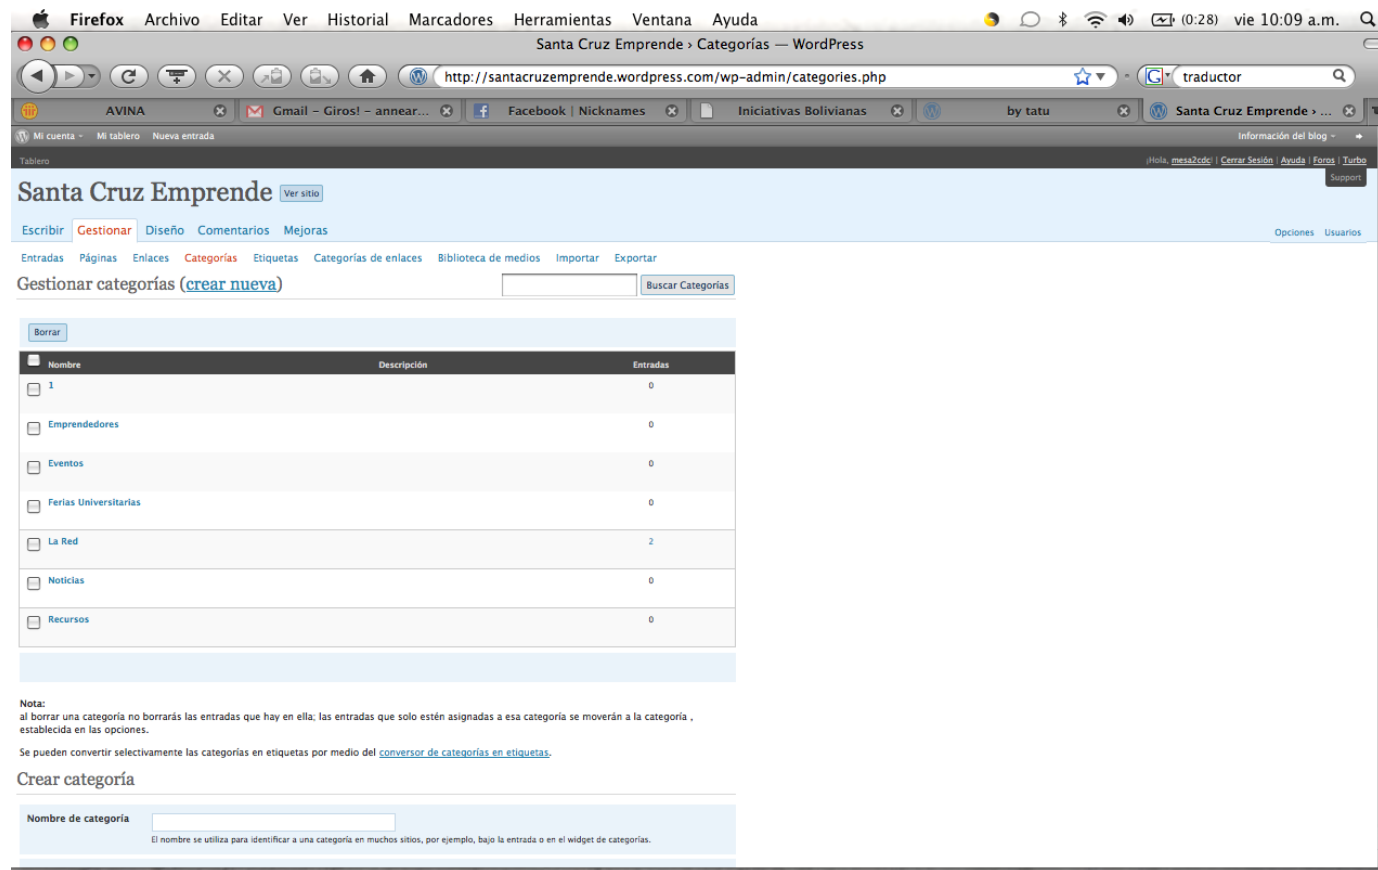 Firefox Archivo Editar Ver Historial Marcadores Herramientas Ventana Ayuda (0:28) vie 10:09 a.m.
Santa Cruz Emprende › Categorías — WordPress
http://santacruzemprende.wordpress.com/wp-admin/categories.php traductor
AVINA Gmail – Giros! – annear... Facebook | Nicknames Iniciativas Bolivianas by tatu Santa Cruz Emprende › ...
Mi cuenta Mi tablero Nueva entrada Información del blog
Tablero ¡Hola, mesa2cdc! | Cerrar Sesión | Ayuda | Foros | Turbo
Support
Santa Cruz Emprende Ver sitio
Escribir Gestionar Diseño Comentarios Mejoras Opciones Usuarios
Entradas Páginas Enlaces Categorías Etiquetas Categorías de enlaces Biblioteca de medios Importar Exportar
Gestionar categorías (crear nueva) Buscar Categorías
Borrar
Nombre Descripción Entradas
1 0
Emprendedores 0
Eventos 0
Ferias Universitarias 0
La Red 2
Noticias 0
Recursos 0
Nota:
al borrar una categoría no borrarás las entradas que hay en ella; las entradas que solo estén asignadas a esa categoría se moverán a la categoría ,
establecida en las opciones.
Se pueden convertir selectivamente las categorías en etiquetas por medio del conversor de categorías en etiquetas.
Crear categoría
Nombre de categoría
El nombre se utiliza para identificar a una categoría en muchos sitios, por ejemplo, bajo la entrada o en el widget de categorías.